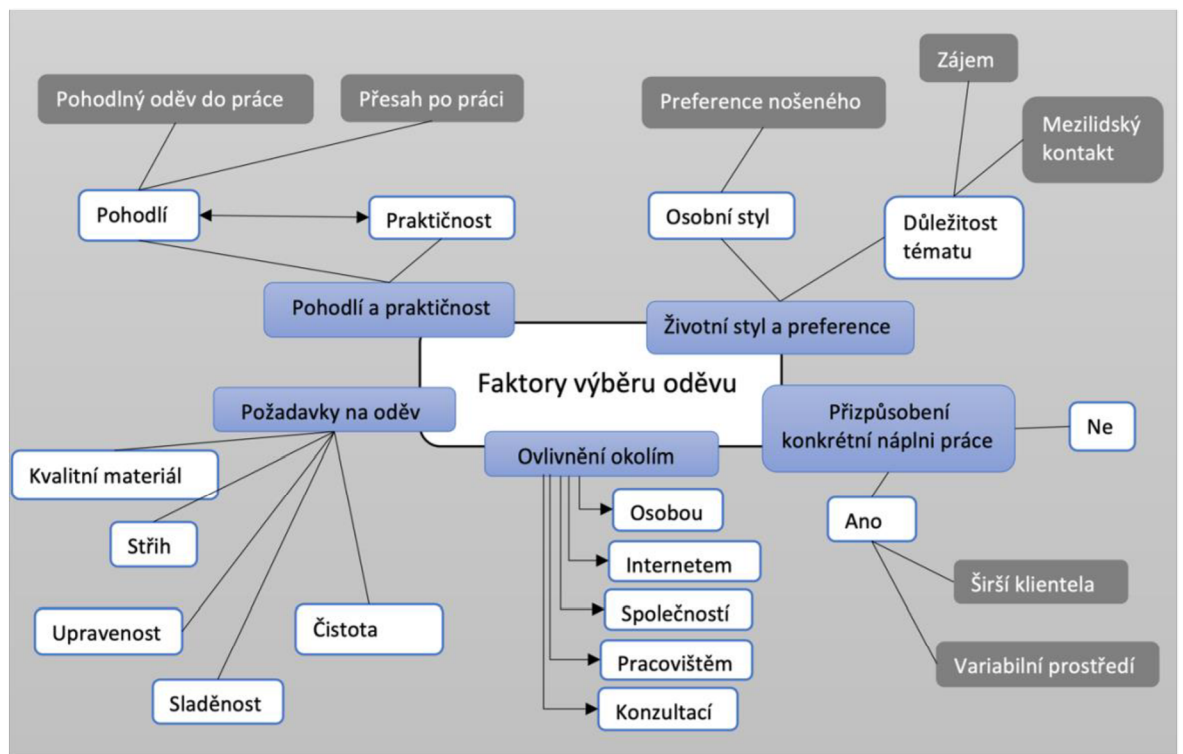 Zájem
Pohodlný oděv do práce
Přesah po práci
Preference nošeného
Mezilidský
kontakt
Pohodlí
Praktičnost
Osobní styl
Důležitost
tématu
Pohodlí a praktičnost
Životní styl a preference
Faktory výběru oděvu
Požadavky na oděv
Přizpůsobení
konkrétní náplni práce
Ne
Ovlivnění okolím
Kvalitní materiál
Osobou
Ano
Střih
Internetem
Širší klientela
Společností
Upravenost
Čistota
Pracovištěm
Variabilní prostředí
Sladěnost
Konzultací